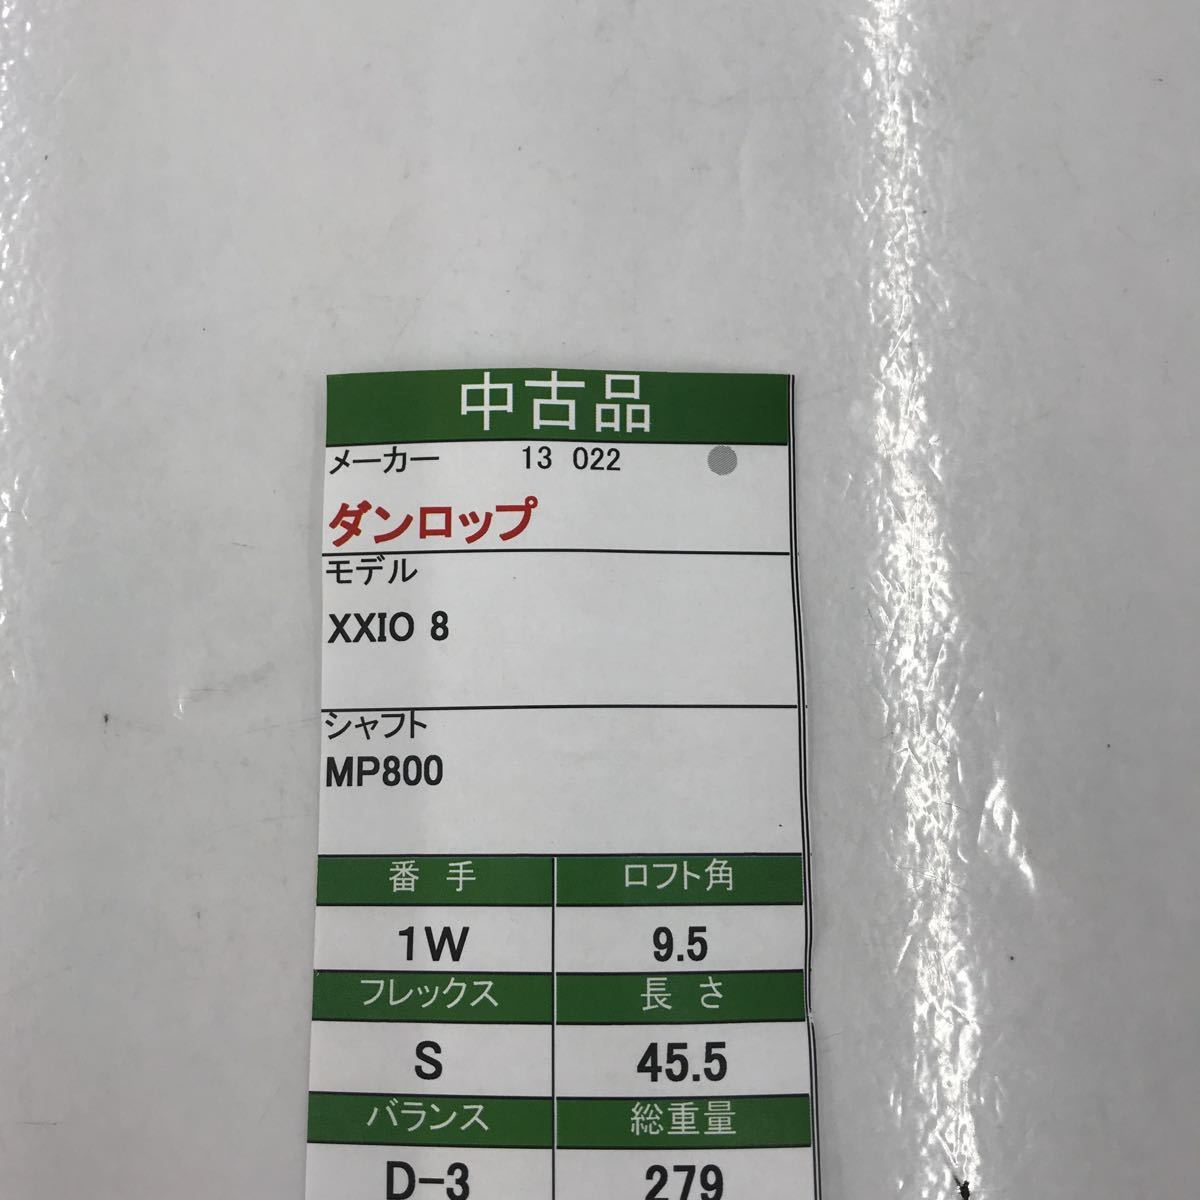 中古品
メーカー 13 022
ダンロップ
モデル
XXIO 8
シャフト
MP800
番手 ロフト角
1W 9.5
フレックス 長さ
S 45.5
バランス 総重量
D-3 279